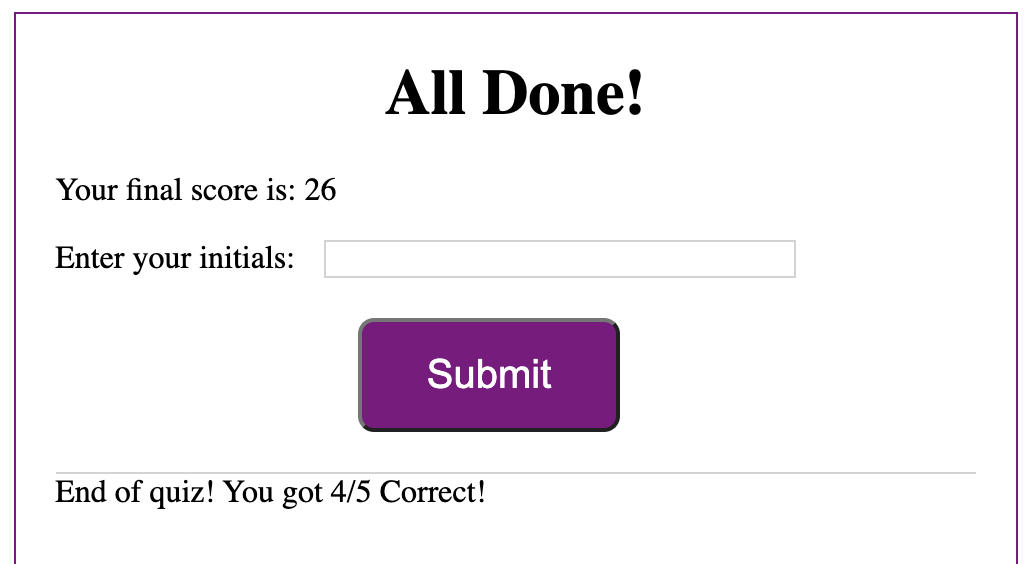 All Done!
Your final score is: 26
Enter your initials:
Submit
End of quiz! You got 4/5 Correct!